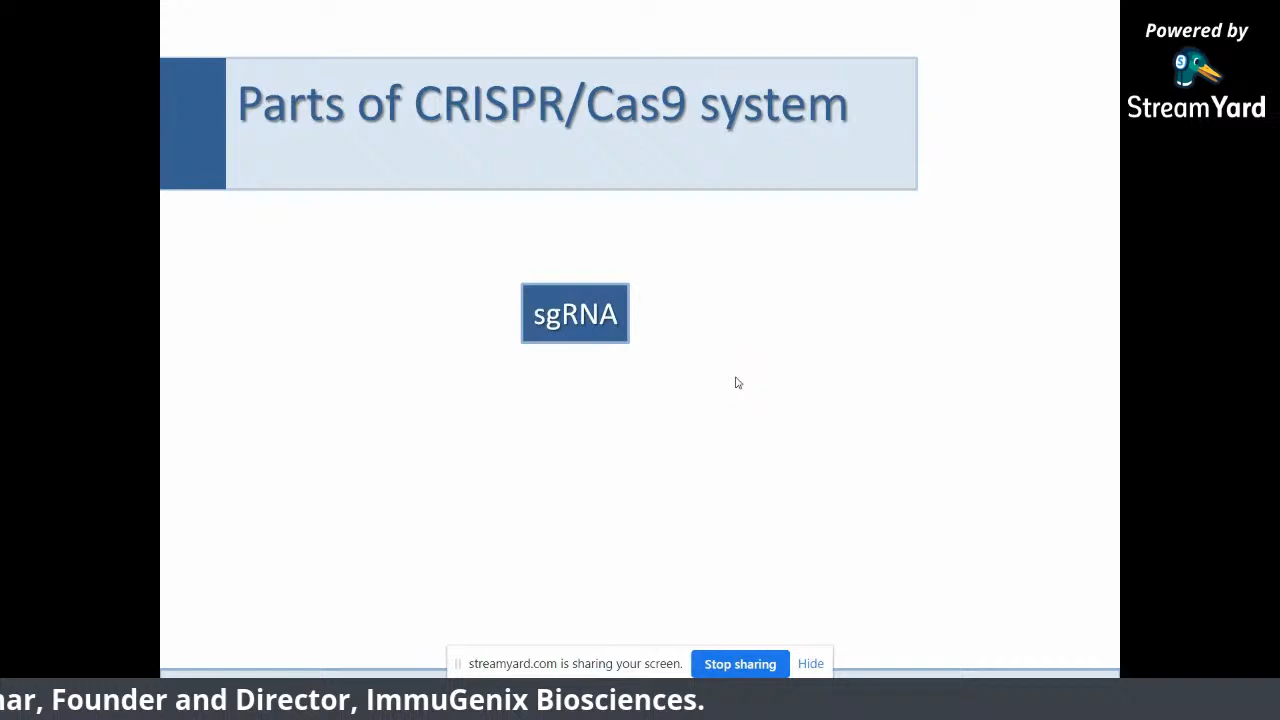 Powered by
StreamYard
Parts of CRISPR/Cas9 system
sgRNA
streamyard.com is sharing your screen.
Stop sharing
Hide
, Founder and Director, ImmuGenix Biosciences.